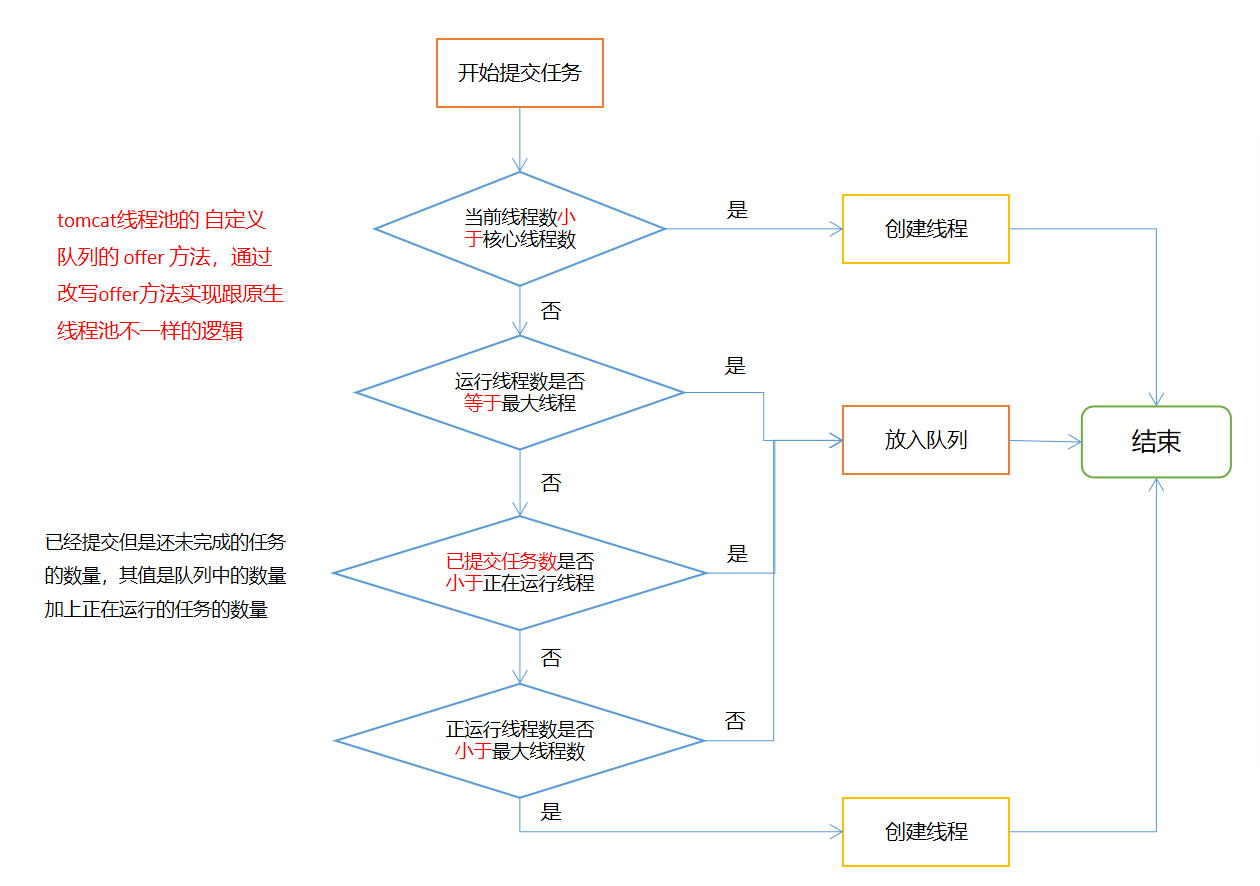 开始提交任务
当前线程数小
于核心线程数
是
创建线程
tomcat线程池的 自定义
队列的 offer 方法，通过
改写offer方法实现跟原生
线程池不一样的逻辑
否
运行线程数是否
等于最大线程
是
放入队列
结束
否
已经提交但是还未完成的任务
的数量，其值是队列中的数量
加上正在运行的任务的数量
已提交任务数是否
小于正在运行线程
是
否
正运行线程数是否
小于最大线程数
否
是
创建线程